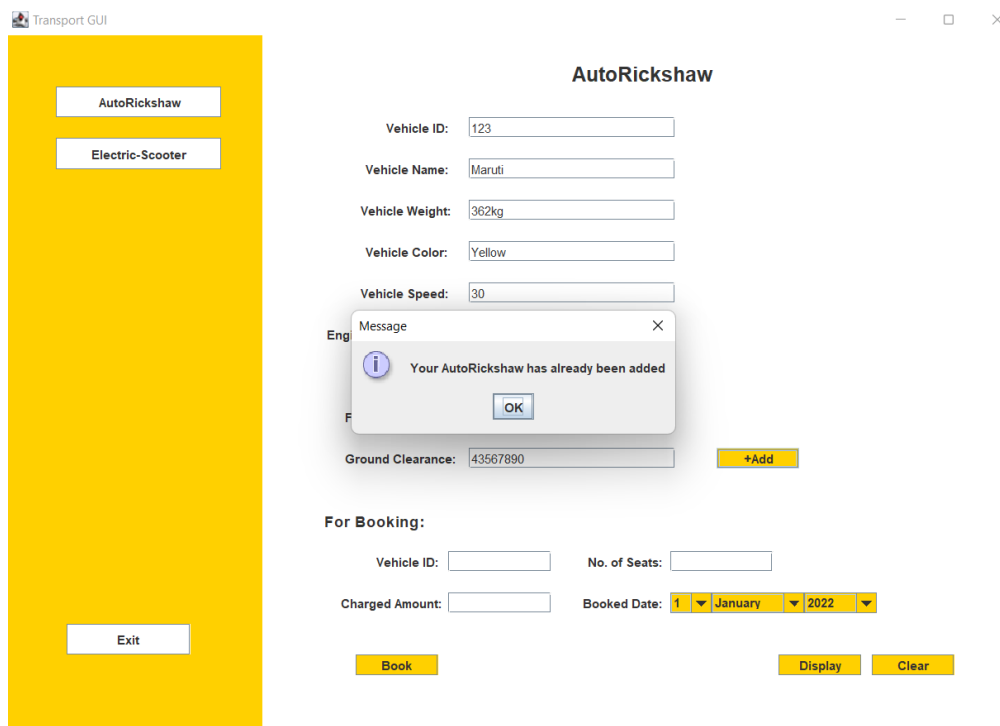 Transport GUI
AutoRickshaw
Electric-Scooter
Exit
AutoRickshaw
Vehicle ID: 123
Vehicle Name: Maruti
Vehicle Weight: 362kg
Vehicle Color: Yellow
Vehicle Speed: 30
Engi
Message
Your AutoRickshaw has already been added
OK
F
Ground Clearance: 43567890 +Add
For Booking:
Vehicle ID: No. of Seats:
Charged Amount: Booked Date: 1 January 2022
Book Display Clear